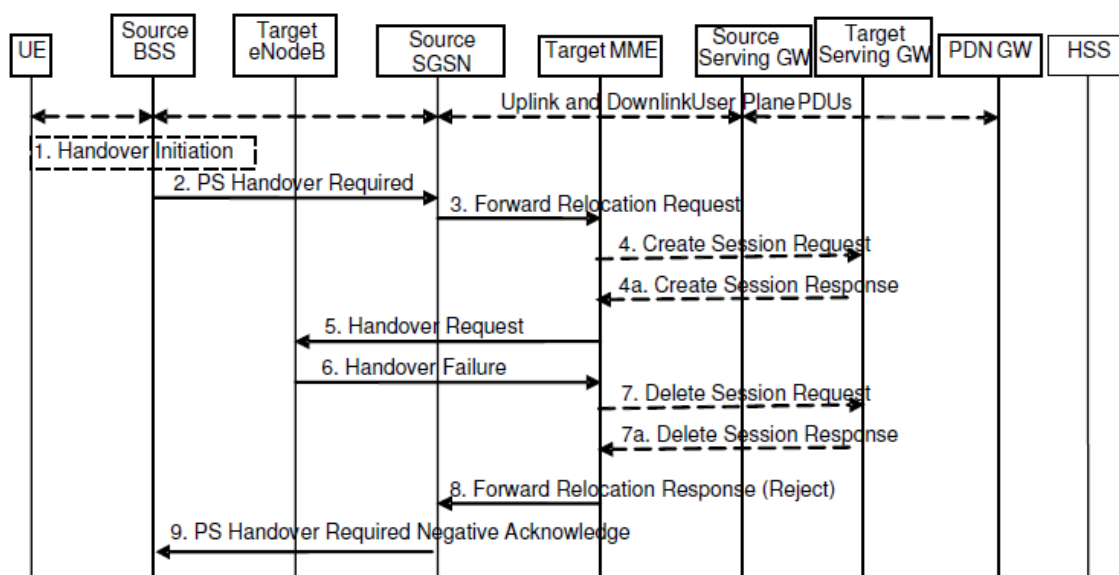 UE
Source
BSS
Target
eNodeB
Source
SGSN
Target MME
Source
Serving GW
Target
Serving GW
PDN GW
HSS
Uplink and DownlinkUser PlanePDUs
1. Handover Initiation
2. PS Handover Required
3. Forward Relocation Request
4. Create Session Request
4a. Create Session Response
5. Handover Request
6. Handover Failure
7. Delete Session Request
7a. Delete Session Response
8. Forward Relocation Response (Reject)
9. PS Handover Required Negative Acknowledge